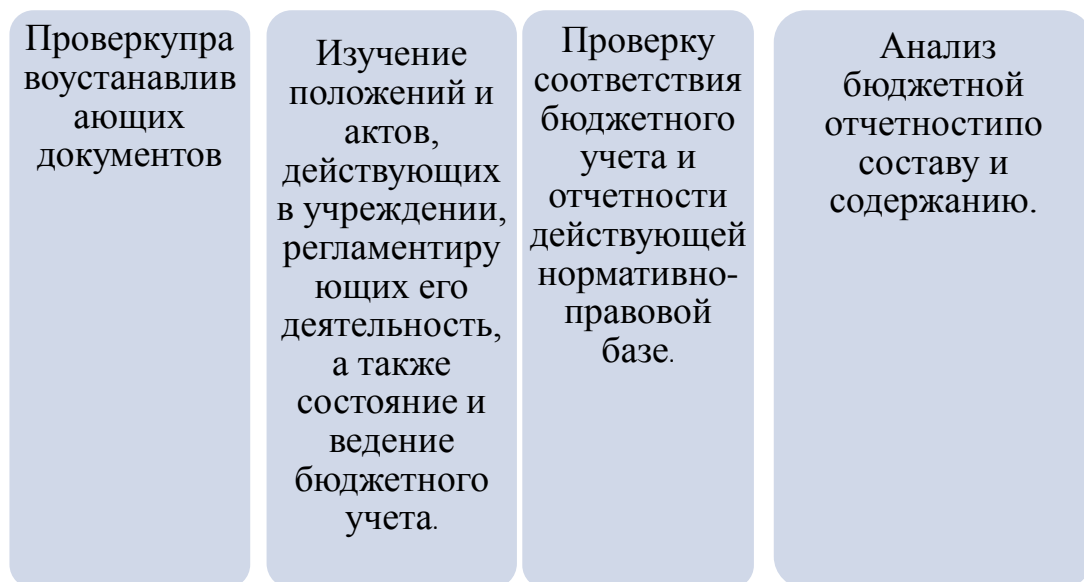 Проверкупра
воустанавлив
ающих
документов
Изучение
положений и
актов,
действующих
в учреждении,
регламентиру
ющих его
деятельность,
а также
состояние и
ведение
бюджетного
учета.
Проверку
соответствия
бюджетного
учета и
отчетности
действующей
нормативно-
правовой
базе.
Анализ
бюджетной
отчетностипо
составу и
содержанию.